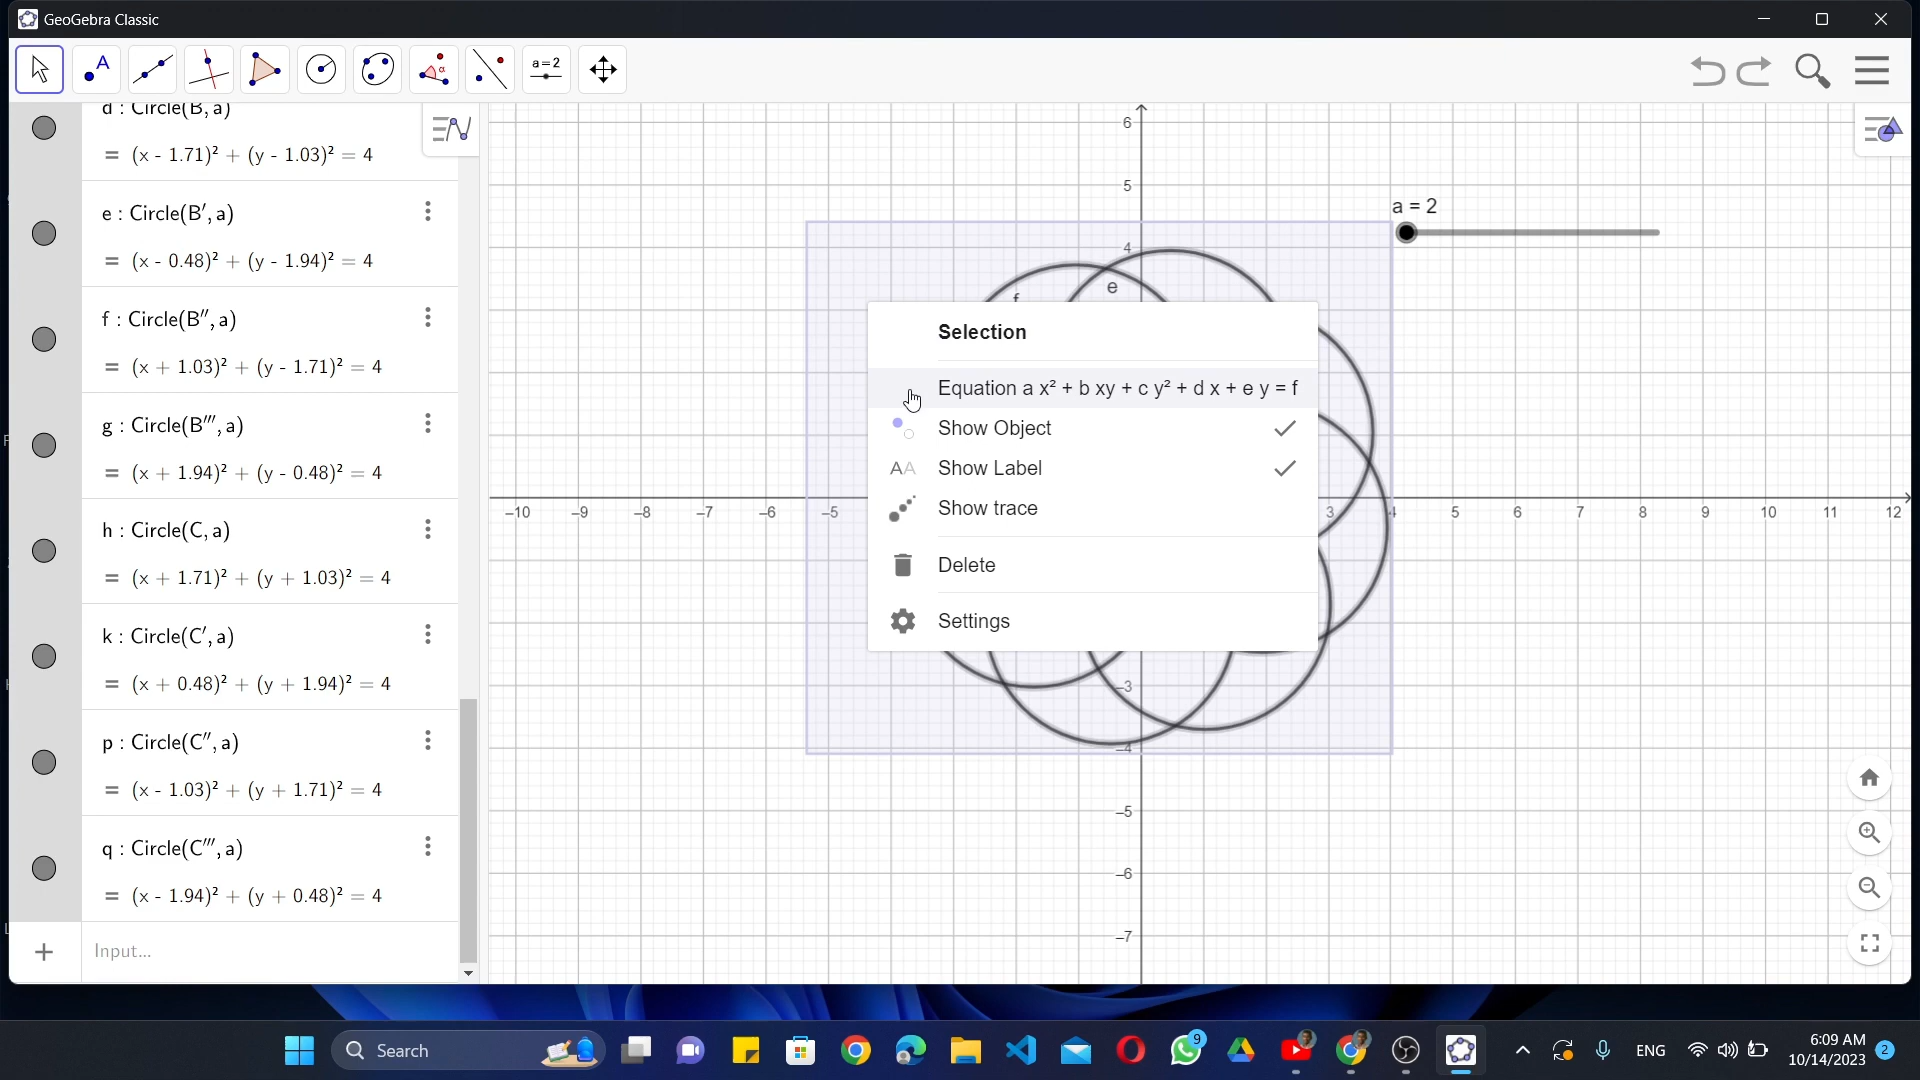 GeoGebra Classic
A
α
a=2
d : Circle(B, a)
= (x - 1.71)² + (y - 1.03)² = 4
e : Circle(B′, a)
= (x - 0.48)² + (y - 1.94)² = 4
f : Circle(B″, a)
= (x + 1.03)² + (y - 1.71)² = 4
g : Circle(B‴, a)
= (x + 1.94)² + (y - 0.48)² = 4
h : Circle(C, a)
= (x + 1.71)² + (y + 1.03)² = 4
k : Circle(C′, a)
= (x + 0.48)² + (y + 1.94)² = 4
p : Circle(C″, a)
= (x - 1.03)² + (y + 1.71)² = 4
q : Circle(C‴, a)
= (x - 1.94)² + (y + 0.48)² = 4
+ Input...
6
5
a = 2
4
e
f
Selection
Equation a x² + b xy + c y² + d x + e y = f
Show Object
AA Show Label
Show trace
Delete
Settings
–10 –9 –8 –7 –6 –5 3 4 5 6 7 8 9 10 11 12
–3
–4
–5
–6
–7
Search
9
ENG
6:09 AM
10/14/2023
2